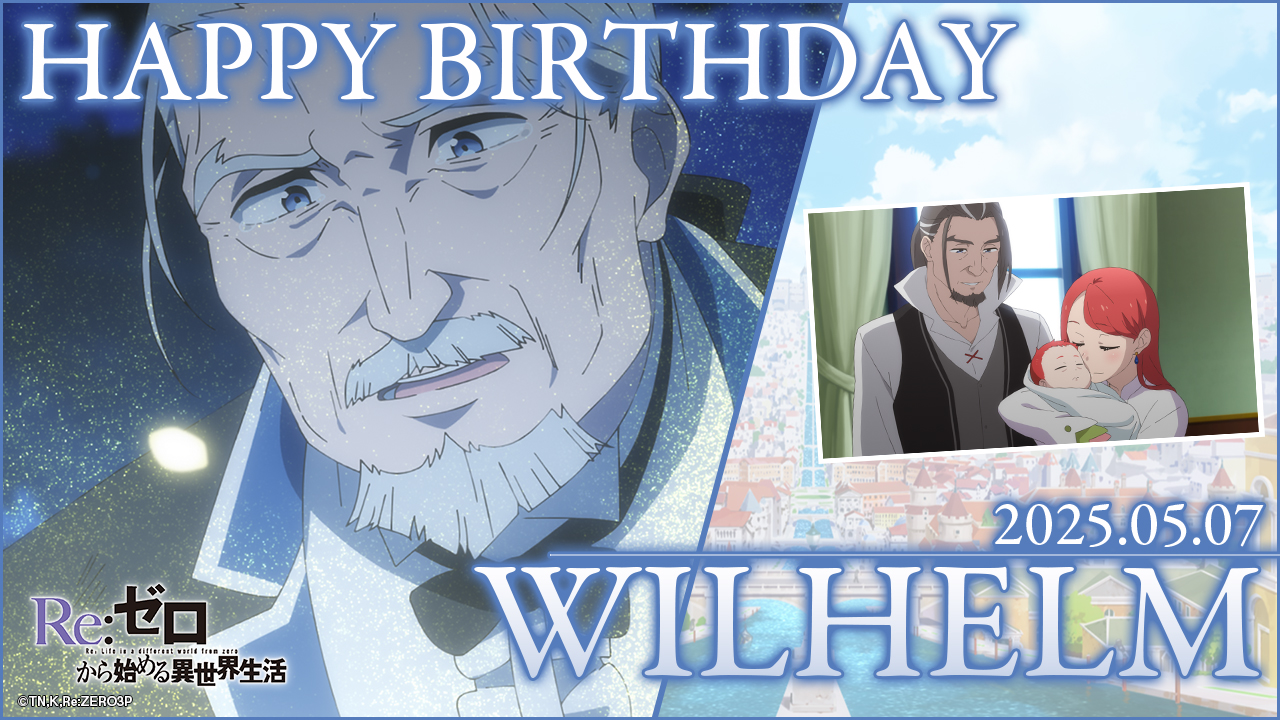 HAPPY BIRTHDAY
2025.05.07
WILHELM
Re:ゼロ
Re: Life in a different world from zero
から始める異世界生活
©TN.K,Re:ZERO3P